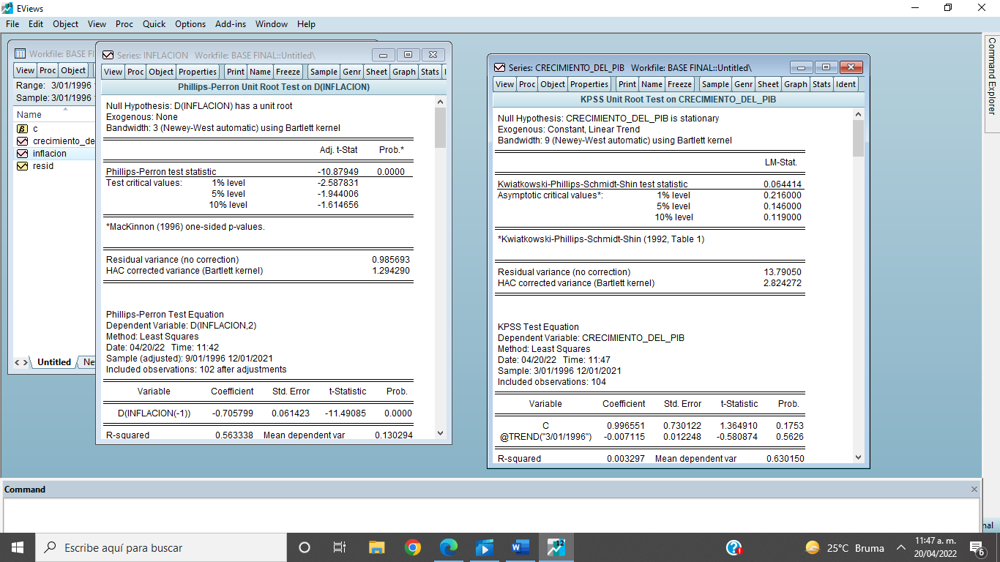 EViews
File Edit Object View Proc Quick Options Add-ins Window Help
Workfile: BASE FI
View Proc Object
Range: 3/01/1996
Sample: 3/01/1996
Name
c
crecimiento_de
inflacion
resid
Untitled Ne
Series: INFLACION Workfile: BASE FINAL::Untitled\
View Proc Object Properties Print Name Freeze Sample Genr Sheet Graph Stats I
Phillips-Perron Unit Root Test on D(INFLACION)
Null Hypothesis: D(INFLACION) has a unit root
Exogenous: None
Bandwidth: 3 (Newey-West automatic) using Bartlett kernel
Adj. t-Stat Prob.*
Phillips-Perron test statistic -10.87949 0.0000
Test critical values: 1% level -2.587831
5% level -1.944006
10% level -1.614656
*MacKinnon (1996) one-sided p-values.
Residual variance (no correction) 0.985693
HAC corrected variance (Bartlett kernel) 1.294290
Phillips-Perron Test Equation
Dependent Variable: D(INFLACION,2)
Method: Least Squares
Date: 04/20/22 Time: 11:42
Sample (adjusted): 9/01/1996 12/01/2021
Included observations: 102 after adjustments
Variable Coefficient Std. Error t-Statistic Prob.
D(INFLACION(-1)) -0.705799 0.061423 -11.49085 0.0000
R-squared 0.563338 Mean dependent var 0.130294
Series: CRECIMIENTO_DEL_PIB Workfile: BASE FINAL::Untitled\
View Proc Object Properties Print Name Freeze Sample Genr Sheet Graph Stats Ident
KPSS Unit Root Test on CRECIMIENTO_DEL_PIB
Null Hypothesis: CRECIMIENTO_DEL_PIB is stationary
Exogenous: Constant, Linear Trend
Bandwidth: 9 (Newey-West automatic) using Bartlett kernel
LM-Stat.
Kwiatkowski-Phillips-Schmidt-Shin test statistic 0.064414
Asymptotic critical values*: 1% level 0.216000
5% level 0.146000
10% level 0.119000
*Kwiatkowski-Phillips-Schmidt-Shin (1992, Table 1)
Residual variance (no correction) 13.79050
HAC corrected variance (Bartlett kernel) 2.824272
KPSS Test Equation
Dependent Variable: CRECIMIENTO_DEL_PIB
Method: Least Squares
Date: 04/20/22 Time: 11:47
Sample: 3/01/1996 12/01/2021
Included observations: 104
Variable Coefficient Std. Error t-Statistic Prob.
C 0.996551 0.730122 1.364910 0.1753
@TREND("3/01/1996") -0.007115 0.012248 -0.580874 0.5626
R-squared 0.003297 Mean dependent var 0.630150
Command Explorer
Command
nal
Escribe aquí para buscar
12
25°C Bruma
11:47 a. m.
20/04/2022
6